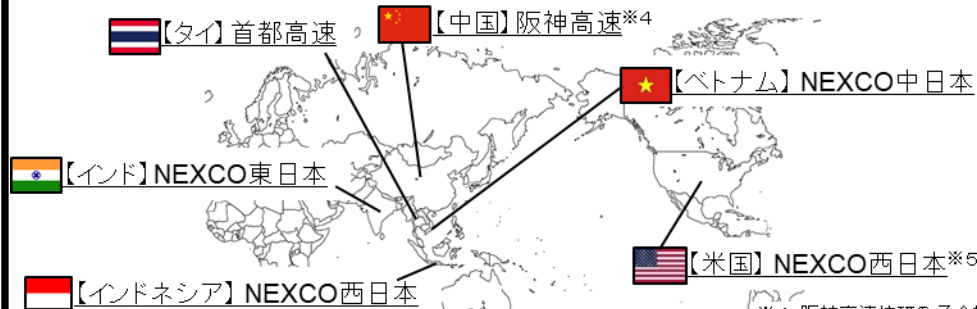 【タイ】首都高速
【中国】阪神高速※4
【ベトナム】NEXCO中日本
【インド】NEXCO東日本
【米国】NEXCO西日本※5
【インドネシア】NEXCO西日本